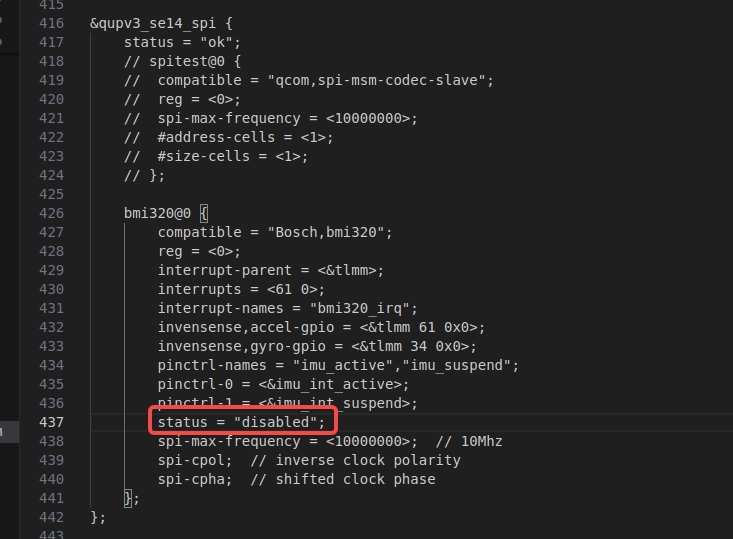 415
416 &qupv3_se14_spi {
417     status = "ok";
418     // spitest@0 {
419     //  compatible = "qcom,spi-msm-codec-slave";
420     //  reg = <0>;
421     //  spi-max-frequency = <10000000>;
422     //  #address-cells = <1>;
423     //  #size-cells = <1>;
424     // };
425
426     bmi320@0 {
427         compatible = "Bosch,bmi320";
428         reg = <0>;
429         interrupt-parent = <&tlmm>;
430         interrupts = <61 0>;
431         interrupt-names = "bmi320_irq";
432         invensense,accel-gpio = <&tlmm 61 0x0>;
433         invensense,gyro-gpio = <&tlmm 34 0x0>;
434         pinctrl-names = "imu_active","imu_suspend";
435         pinctrl-0 = <&imu_int_active>;
436         pinctrl-1 = <&imu_int_suspend>;
437         status = "disabled";
438         spi-max-frequency = <10000000>;  // 10Mhz
439         spi-cpol;  // inverse clock polarity
440         spi-cpha;  // shifted clock phase
441     };
442 };
443